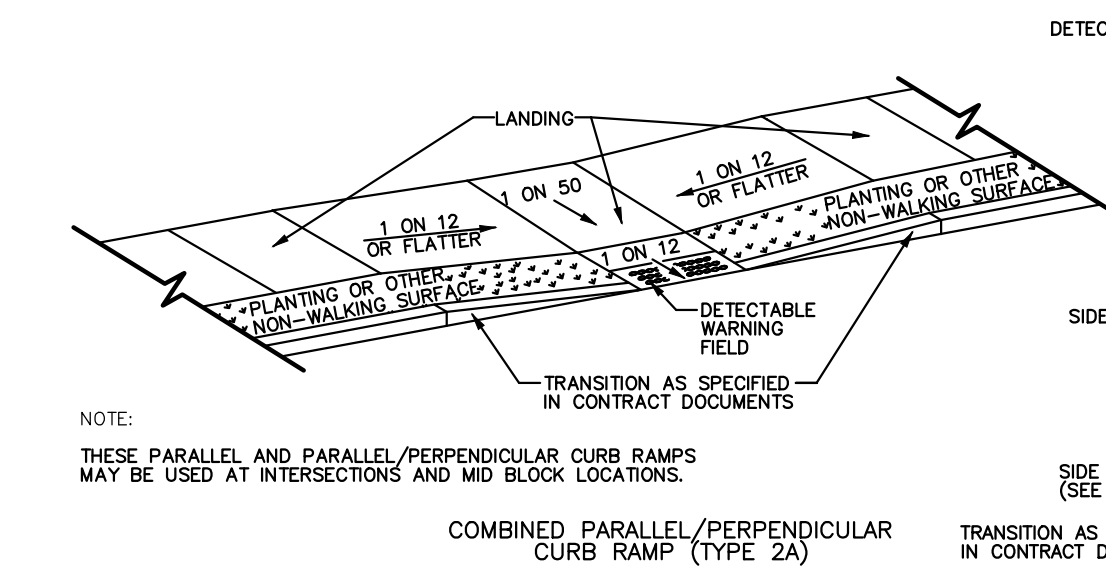 DETEC
LANDING
1 ON 12
OR FLATTER
1 ON 50
1 ON 12
OR FLATTER
PLANTING OR OTHER
NON-WALKING SURFACE
1 ON 12
PLANTING OR OTHER
NON-WALKING SURFACE
DETECTABLE
WARNING
FIELD
SIDE
TRANSITION AS SPECIFIED
IN CONTRACT DOCUMENTS
NOTE:
THESE PARALLEL AND PARALLEL/PERPENDICULAR CURB RAMPS
MAY BE USED AT INTERSECTIONS AND MID BLOCK LOCATIONS.
SIDE
(SEE
COMBINED PARALLEL/PERPENDICULAR
CURB RAMP (TYPE 2A)
TRANSITION AS
IN CONTRACT D